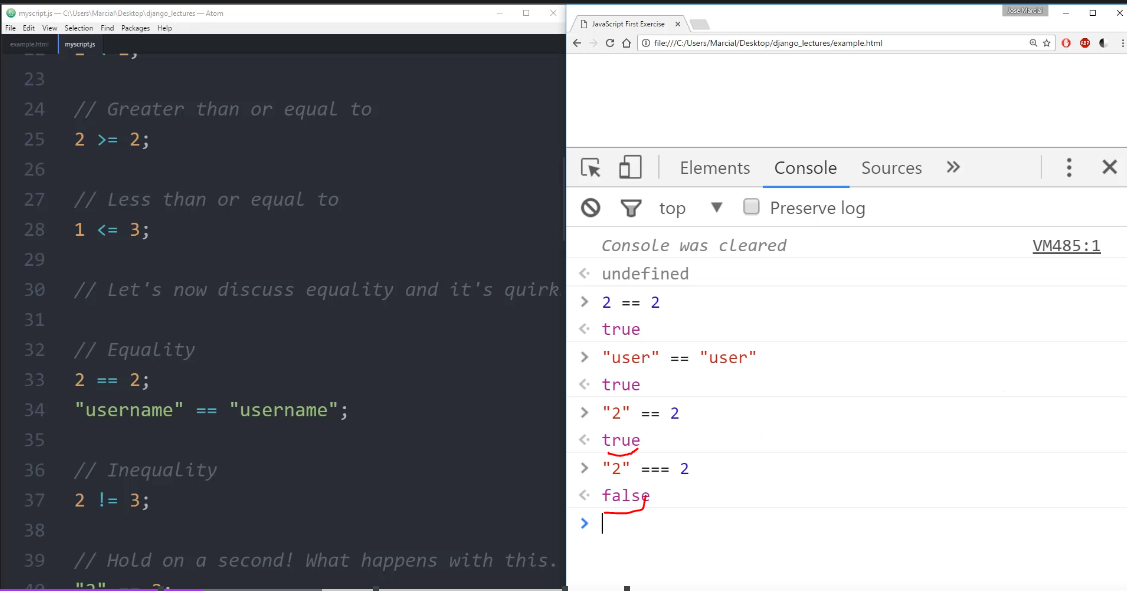 myscript.js — C:\Users\Marcial\Desktop\django_lectures — Atom
File Edit View Selection Find Packages Help
example.html myscript.js
23
24 // Greater than or equal to
25 2 >= 2;
26
27 // Less than or equal to
28 1 <= 3;
29
30 // Let's now discuss equality and it's quirk
31
32 // Equality
33 2 == 2;
34 "username" == "username";
35
36 // Inequality
37 2 != 3;
38
39 // Hold on a second! What happens with this.
Jose Marcial
JavaScript First Exercise
file:///C:/Users/Marcial/Desktop/django_lectures/example.html
Elements Console Sources »
top ▼ Preserve log
Console was cleared VM485:1
undefined
> 2 == 2
true
> "user" == "user"
true
> "2" == 2
true
> "2" === 2
false
>